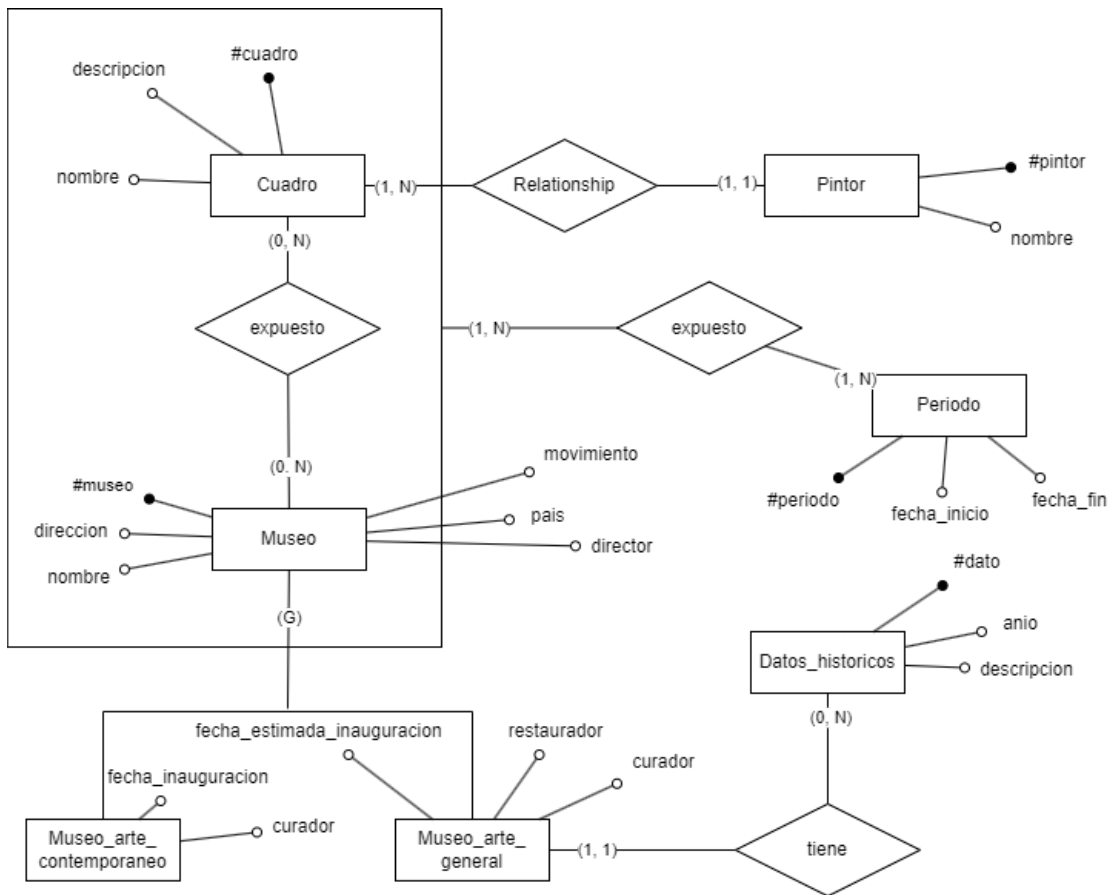 #cuadro
descripcion
nombre
Cuadro
(1, N)
Relationship
(1, 1)
Pintor
#pintor
nombre
(0, N)
expuesto
(1, N)
expuesto
(1, N)
Periodo
#periodo
fecha_inicio
fecha_fin
(0. N)
movimiento
#museo
pais
direccion
Museo
director
nombre
(G)
#dato
anio
Datos_historicos
descripcion
(0, N)
fecha_estimada_inauguracion
restaurador
curador
fecha_inauguracion
curador
Museo_arte_
contemporaneo
Museo_arte_
general
(1, 1)
tiene